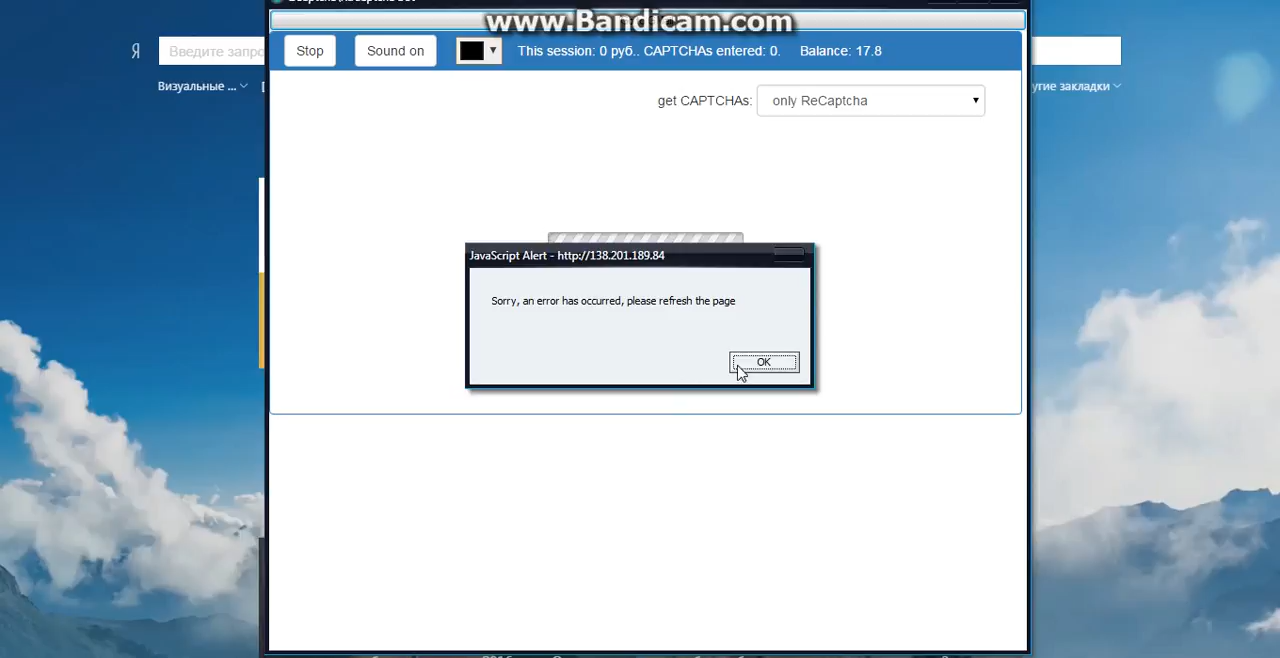 www.Bandicam.com
Я
Введите запро
Визуальные ...
Stop
Sound on
This session: 0 руб.. CAPTCHAs entered: 0.
Balance: 17.8
угие закладки
get CAPTCHAs:
only ReCaptcha
JavaScript Alert - http://138.201.189.84
Sorry, an error has occurred, please refresh the page
OK